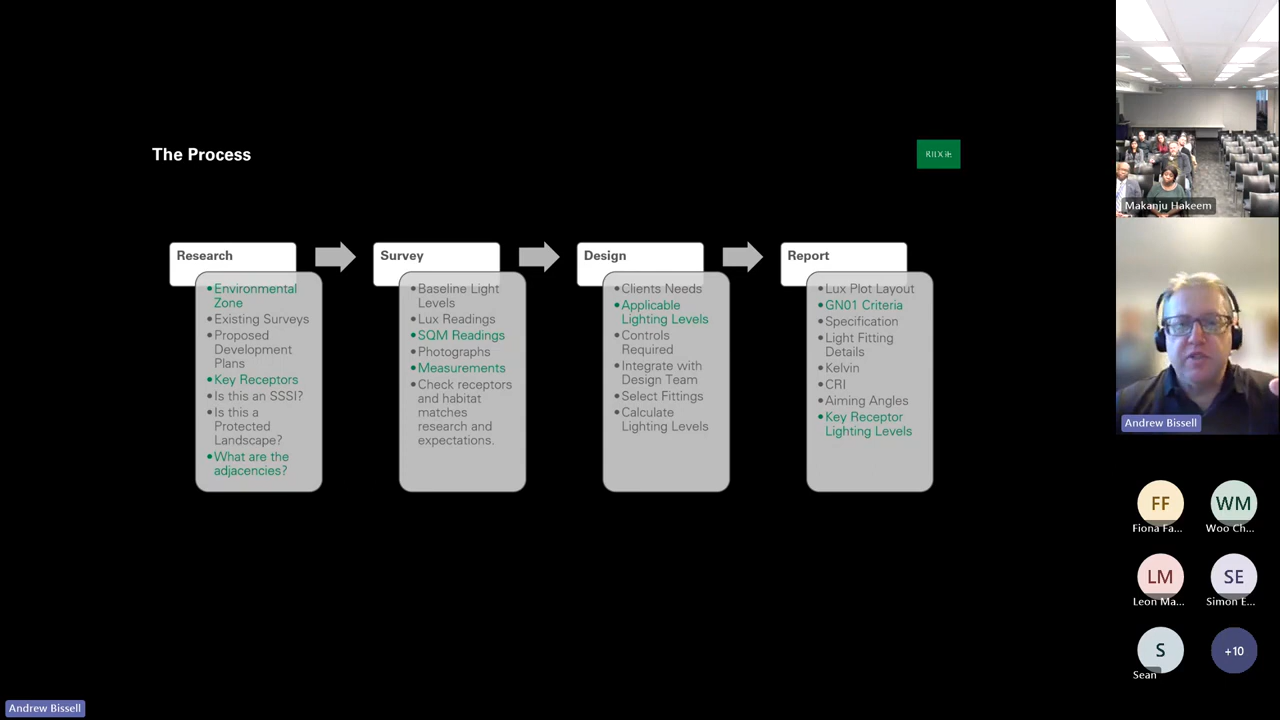 The Process
RIDGE
Research
•Environmental
Zone
•Existing Surveys
•Proposed
Development
Plans
•Key Receptors
•Is this an SSSI?
•Is this a
Protected
Landscape?
•What are the
adjacencies?
Survey
•Baseline Light
Levels
•Lux Readings
•SQM Readings
•Photographs
•Measurements
•Check receptors
and habitat
matches
research and
expectations.
Design
•Clients Needs
•Applicable
Lighting Levels
•Controls
Required
•Integrate with
Design Team
•Select Fittings
•Calculate
Lighting Levels
Report
•Lux Plot Layout
•GN01 Criteria
•Specification
•Light Fitting
Details
•Kelvin
•CRI
•Aiming Angles
•Key Receptor
Lighting Levels
Makanju Hakeem
Andrew Bissell
FF
Fiona Fa...
WM
Woo Ch...
LM
Leon Ma...
SE
Simon E...
S
Sean
+10
Andrew Bissell